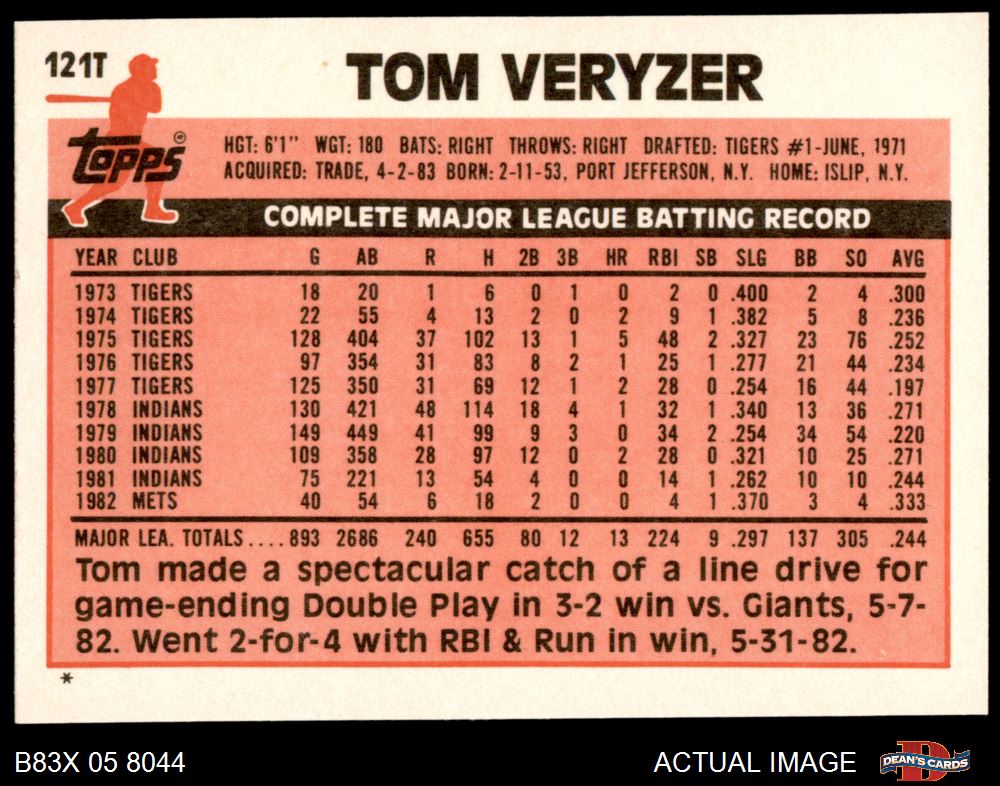 121T
TOM VERYZER
Topps®
HGT: 6'1" WGT: 180 BATS: RIGHT THROWS: RIGHT DRAFTED: TIGERS #1-JUNE, 1971
ACQUIRED: TRADE, 4-2-83 BORN: 2-11-53, PORT JEFFERSON, N.Y. HOME: ISLIP, N.Y.
COMPLETE MAJOR LEAGUE BATTING RECORD
YEAR CLUB G AB R H 2B 3B HR RBI SB SLG BB SO AVG
1973 TIGERS 18 20 1 6 0 1 0 2 0 .400 2 4 .300
1974 TIGERS 22 55 4 13 2 0 2 9 1 .382 5 8 .236
1975 TIGERS 128 404 37 102 13 1 5 48 2 .327 23 76 .252
1976 TIGERS 97 354 31 83 8 2 1 25 1 .277 21 44 .234
1977 TIGERS 125 350 31 69 12 1 2 28 0 .254 16 44 .197
1978 INDIANS 130 421 48 114 18 4 1 32 1 .340 13 36 .271
1979 INDIANS 149 449 41 99 9 3 0 34 2 .254 34 54 .220
1980 INDIANS 109 358 28 97 12 0 2 28 0 .321 10 25 .271
1981 INDIANS 75 221 13 54 4 0 0 14 1 .262 10 10 .244
1982 METS 40 54 6 18 2 0 0 4 1 .370 3 4 .333
MAJOR LEA. TOTALS....893 2686 240 655 80 12 13 224 9 .297 137 305 .244
Tom made a spectacular catch of a line drive for
game-ending Double Play in 3-2 win vs. Giants, 5-7-
82. Went 2-for-4 with RBI & Run in win, 5-31-82.
*
B83X 05 8044
ACTUAL IMAGE
D
DEAN'S CARDS